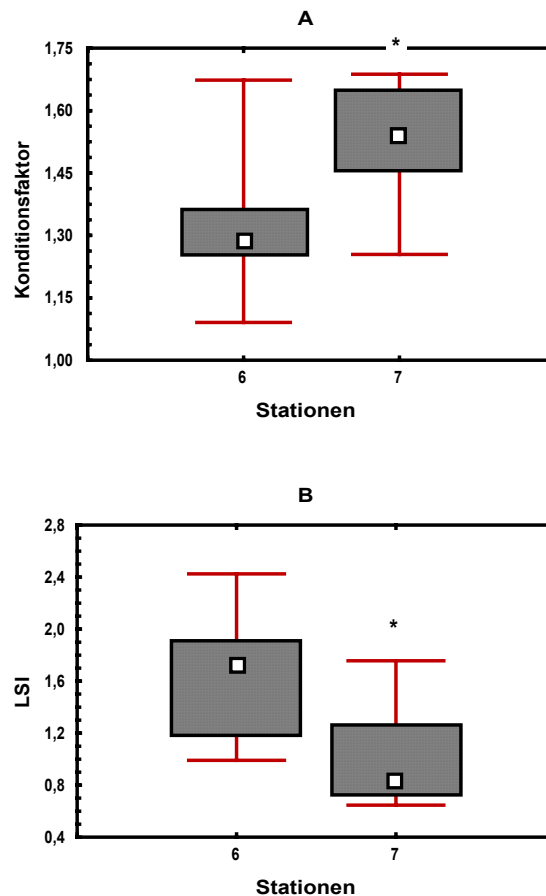 A
*
1,75
1,60
1,45
1,30
1,15
1,00
Konditionsfaktor
6 7
Stationen
B
2,8
2,4
2,0
1,6
1,2
0,8
0,4
*
LSI
6 7
Stationen